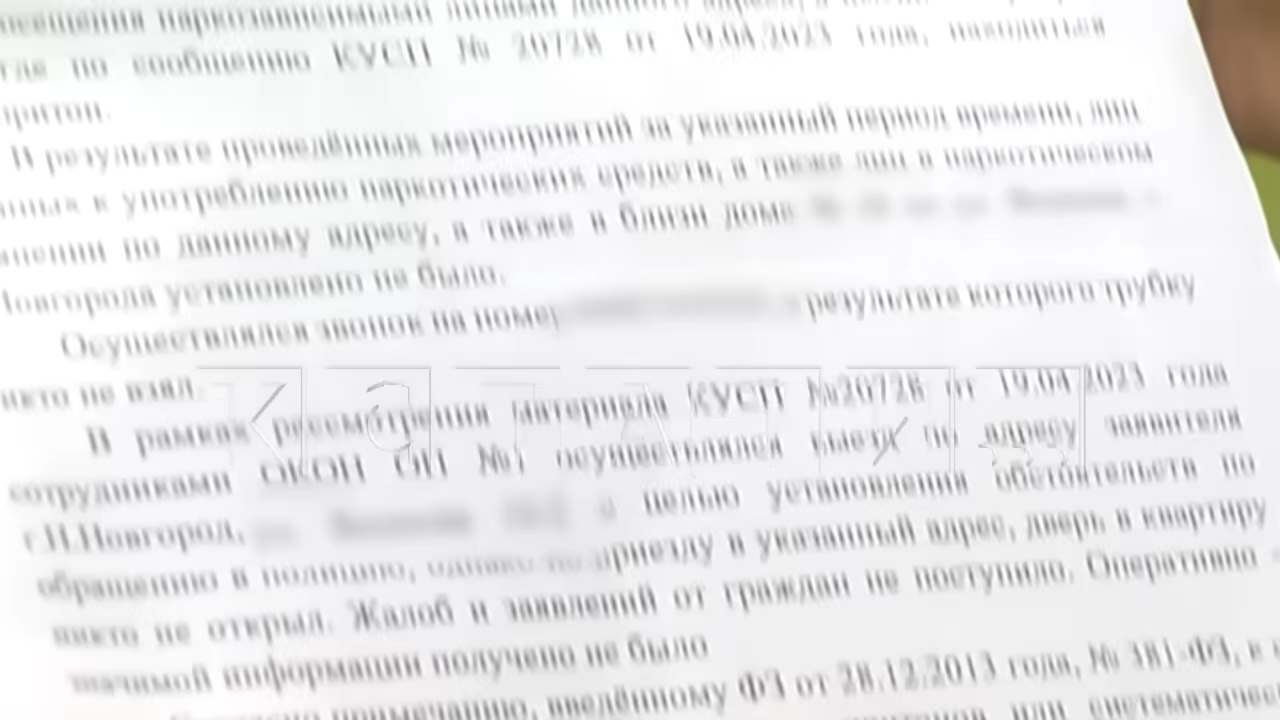 посещения наркозависимыми лицами данного адреса,
где по сообщению КУСП № 20728 от 19.04.2023 года, находиться
притон.
В результате проведённых мероприятий за указанный период времени, лиц
к употреблению наркотических средств, а также лиц в наркотическом
по данному адресу, а также в близи дома
Новгорода установлено не было.
Осуществлялся звонок на номер результате которого трубку
никто не взял.
В рамках рассмотрения материала КУСП №20728 от 19.04.2023 года
сотрудниками ОКОН ОП №1 осуществлялся выезд по адресу заявителя
г.Н.Новгород, целью установления обстоятельств по
обращению в полицию, однако по приезду в указанный адрес, дверь в квартиру
никто не открыл. Жалоб и заявлений от граждан не поступило. Оперативно -
значимой информации получено не было
Согласно примечанию, введённому ФЗ от 28.12.2013 года, № 381-ФЗ, к
притонов или